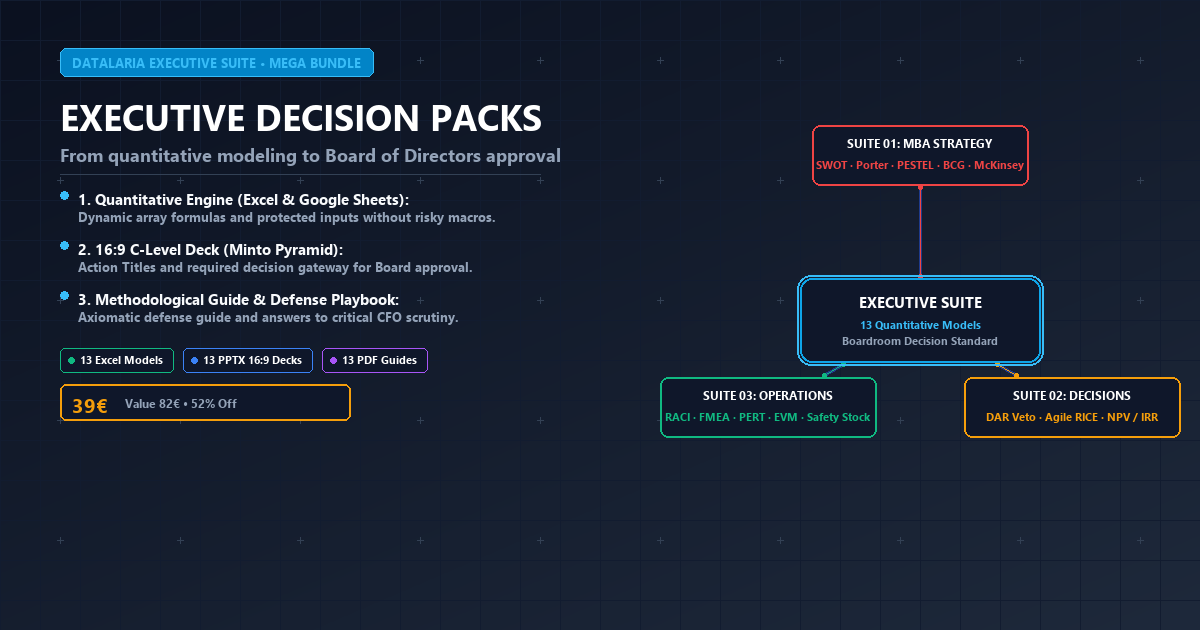 DATALARIA EXECUTIVE SUITE • MEGA BUNDLE
EXECUTIVE DECISION PACKS
From quantitative modeling to Board of Directors approval
1. Quantitative Engine (Excel & Google Sheets):
Dynamic array formulas and protected inputs without risky macros.
2. 16:9 C-Level Deck (Minto Pyramid):
Action Titles and required decision gateway for Board approval.
3. Methodological Guide & Defense Playbook:
Axiomatic defense guide and answers to critical CFO scrutiny.
13 Excel Models
13 PPTX 16:9 Decks
13 PDF Guides
39€ Value 82€ • 52% Off
SUITE 01: MBA STRATEGY
SWOT · Porter · PESTEL · BCG · McKinsey
EXECUTIVE SUITE
13 Quantitative Models
Boardroom Decision Standard
SUITE 03: OPERATIONS
RACI · FMEA · PERT · EVM · Safety Stock
SUITE 02: DECISIONS
DAR Veto · Agile RICE · NPV / IRR